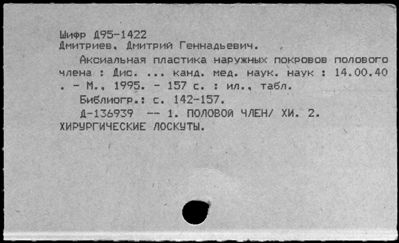 Шифр Д95-1422
Дмитриев, Дмитрий Геннадьевич.
Аксиальная пластика наружных покровов полового
члена : Дис. ... канд. мед. наук. наук : 14.00.40
. - М., 1995. - 157 с. : ил., табл.
Библиогр.: с. 142-157.
Д-136939 -- 1. ПОЛОВОЙ ЧЛЕН/ ХИ. 2.
ХИРУРГИЧЕСКИЕ ЛОСКУТЫ.